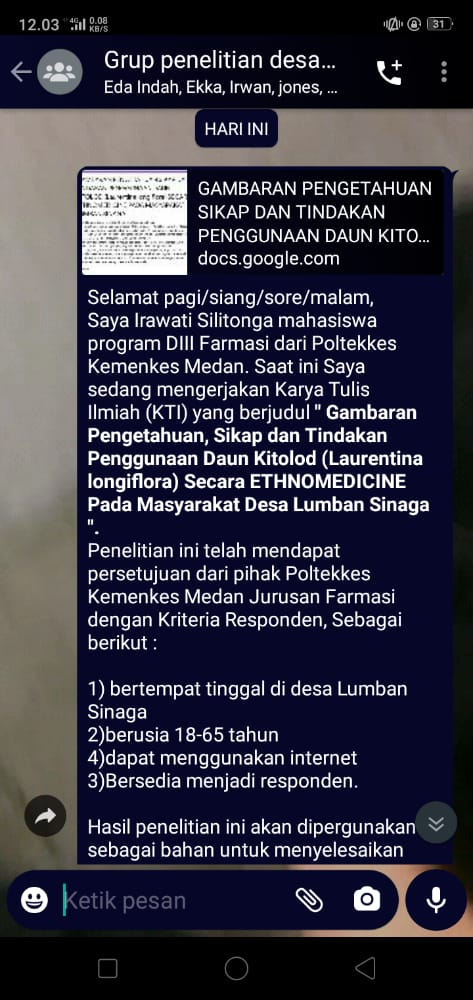 12.03
4G
0.08
KB/S
31
Grup penelitian desa...
Eda Indah, Ekka, Irwan, jones, ...
HARI INI
GAMBARAN PENGETAHUAN
SIKAP DAN TINDAKAN
PENGGUNAAN DAUN KITO...
docs.google.com
Selamat pagi/siang/sore/malam,
Saya Irawati Silitonga mahasiswa
program DIII Farmasi dari Poltekkes
Kemenkes Medan. Saat ini Saya
sedang mengerjakan Karya Tulis
Ilmiah (KTI) yang berjudul " Gambaran
Pengetahuan, Sikap dan Tindakan
Penggunaan Daun Kitolod (Laurentina
longiflora) Secara ETHNOMEDICINE
Pada Masyarakat Desa Lumban Sinaga
".
Penelitian ini telah mendapat
persetujuan dari pihak Poltekkes
Kemenkes Medan Jurusan Farmasi
dengan Kriteria Responden, Sebagai
berikut :
1) bertempat tinggal di desa Lumban
Sinaga
2)berusia 18-65 tahun
4)dapat menggunakan internet
3)Bersedia menjadi responden.
Hasil penelitian ini akan dipergunakan
sebagai bahan untuk menyelesaikan
Ketik pesan